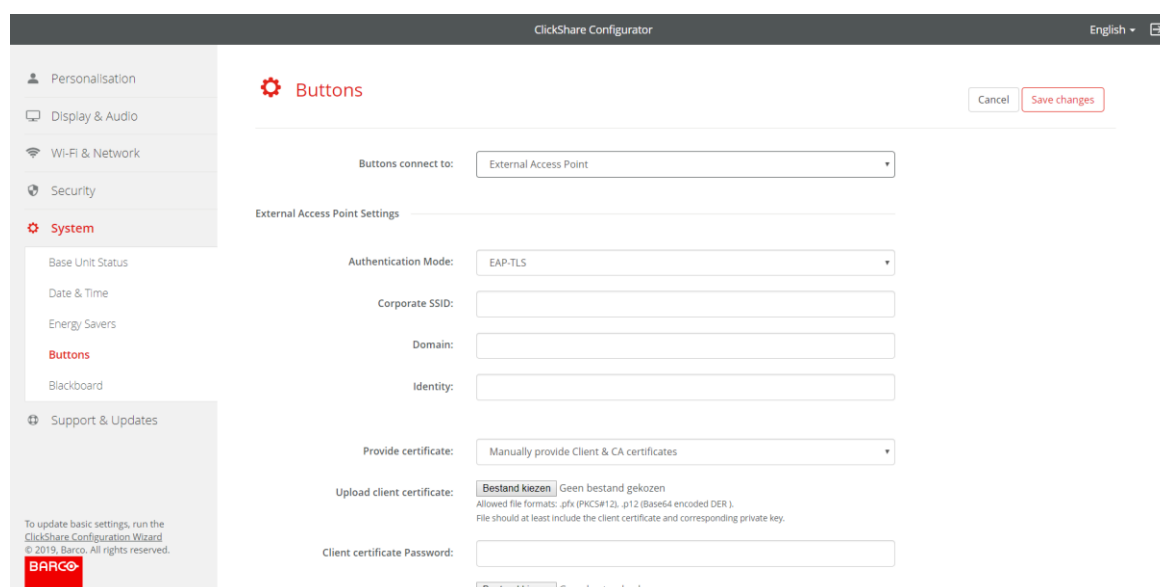 ClickShare Configurator
English
Personalisation
Display & Audio
Wi-Fi & Network
Security
System
Base Unit Status
Date & Time
Energy Savers
Buttons
Blackboard
Support & Updates
To update basic settings, run the
ClickShare Configuration Wizard
© 2019, Barco. All rights reserved.
BARCO
Buttons
Cancel
Save changes
Buttons connect to:
External Access Point
External Access Point Settings
Authentication Mode:
EAP-TLS
Corporate SSID:
Domain:
Identity:
Provide certificate:
Manually provide Client & CA certificates
Upload client certificate:
Bestand kiezen Geen bestand gekozen
Allowed file formats: .pfx (PKCS#12), .p12 (Base64 encoded DER ).
File should at least include the client certificate and corresponding private key.
Client certificate Password: